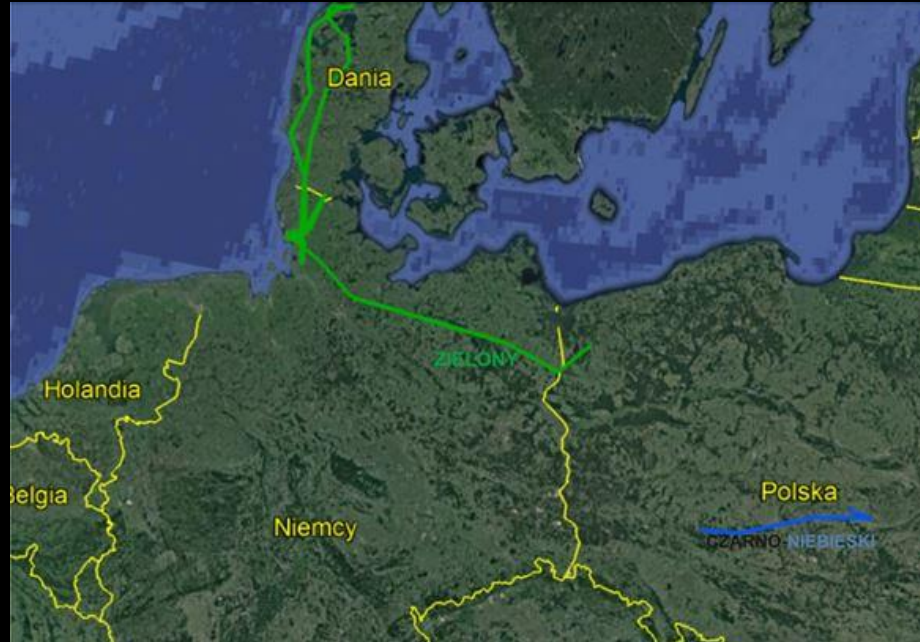 Dania
ZIELONY
Holandia
Belgia
Polska
Niemcy
CZARNO-NIEBIESKI